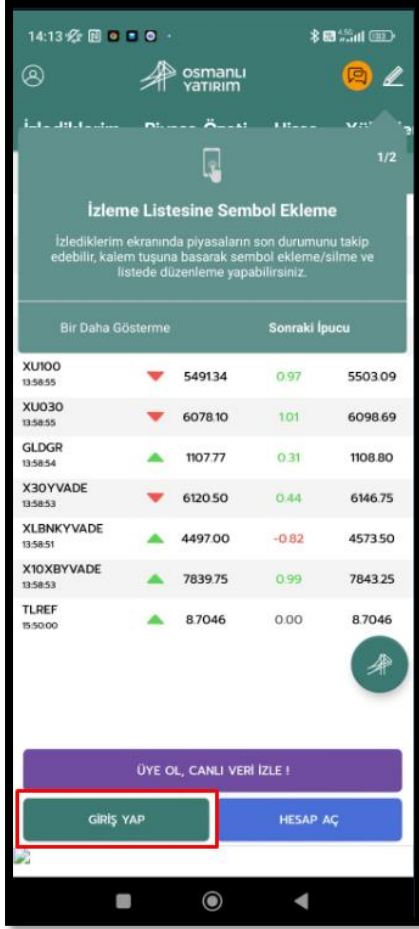 14:13
osmanlı
YATIRIM
1/2
İzleme Listesine Sembol Ekleme
İzlediklerim ekranında piyasaların son durumunu takip
edebilir, kalem tuşuna basarak sembol ekleme/silme ve
listede düzenleme yapabilirsiniz.
Bir Daha Gösterme Sonraki İpucu
XU100 5491.34 0.97 5503.09
13:58:55
XU030 6078.10 1.01 6098.69
13:58:55
GLDGR 1107.77 0.31 1108.80
13:58:54
X30YVADE 6120.50 0.44 6146.75
13:58:53
XLBNKYVADE 4497.00 -0.82 4573.50
13:58:51
X10XBYVADE 7839.75 0.99 7843.25
13:58:53
TLREF 8.7046 0.00 8.7046
15:50:00
ÜYE OL, CANLI VERİ İZLE !
GİRİŞ YAP HESAP AÇ